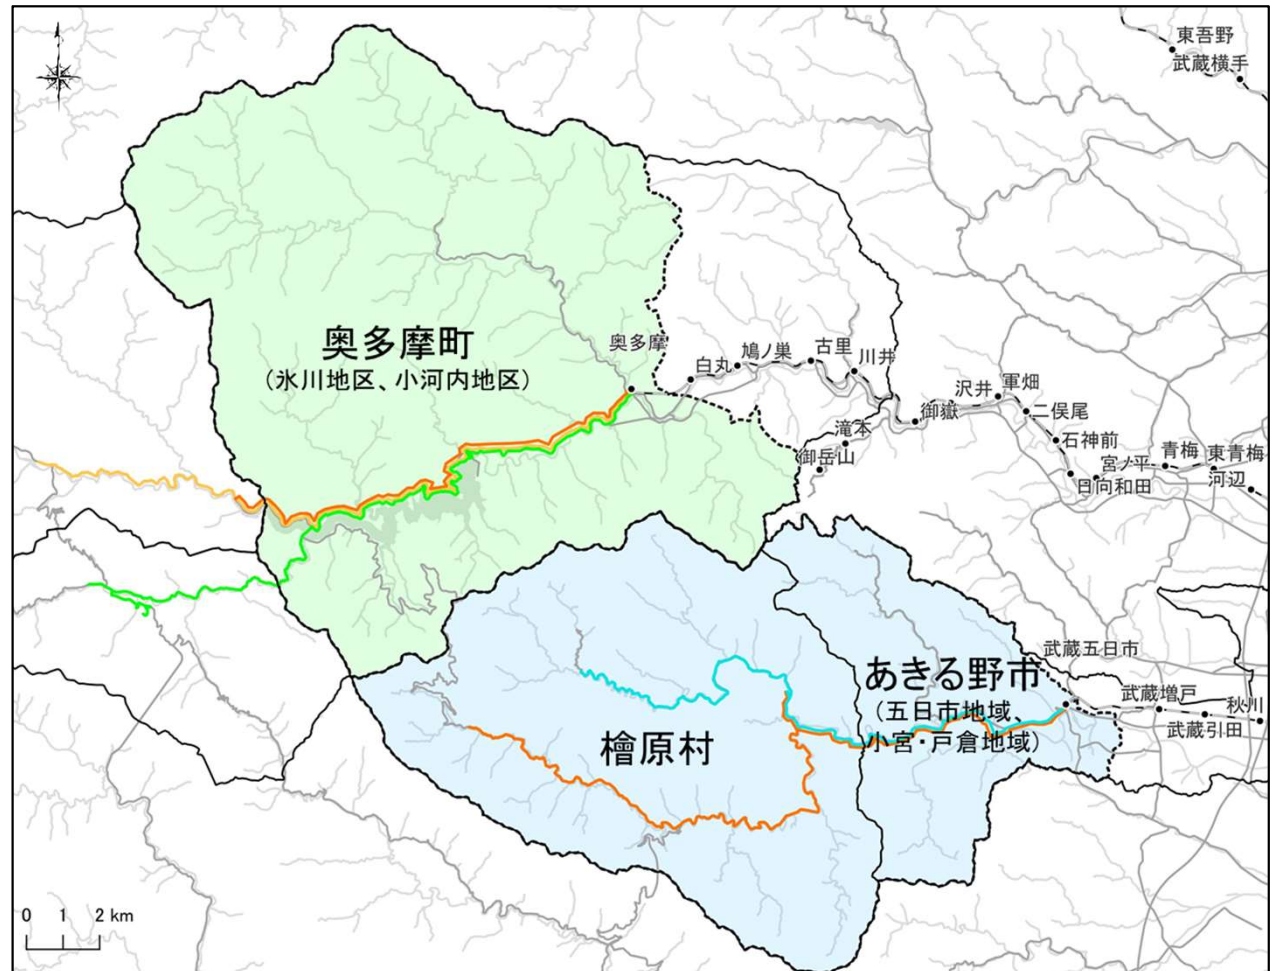 東吾野
武蔵横手
奥多摩町
(氷川地区、小河内地区)
奥多摩
白丸
鳩ノ巣
古里
川井
御嶽
沢井
軍畑
二俣尾
石神前
滝本
御岳山
宮ノ平
日向和田
青梅
東青梅
河辺
武蔵五日市
あきる野市
(五日市地域、
小宮・戸倉地域)
武蔵増戸
秋川
武蔵引田
檜原村
0 1 2 km